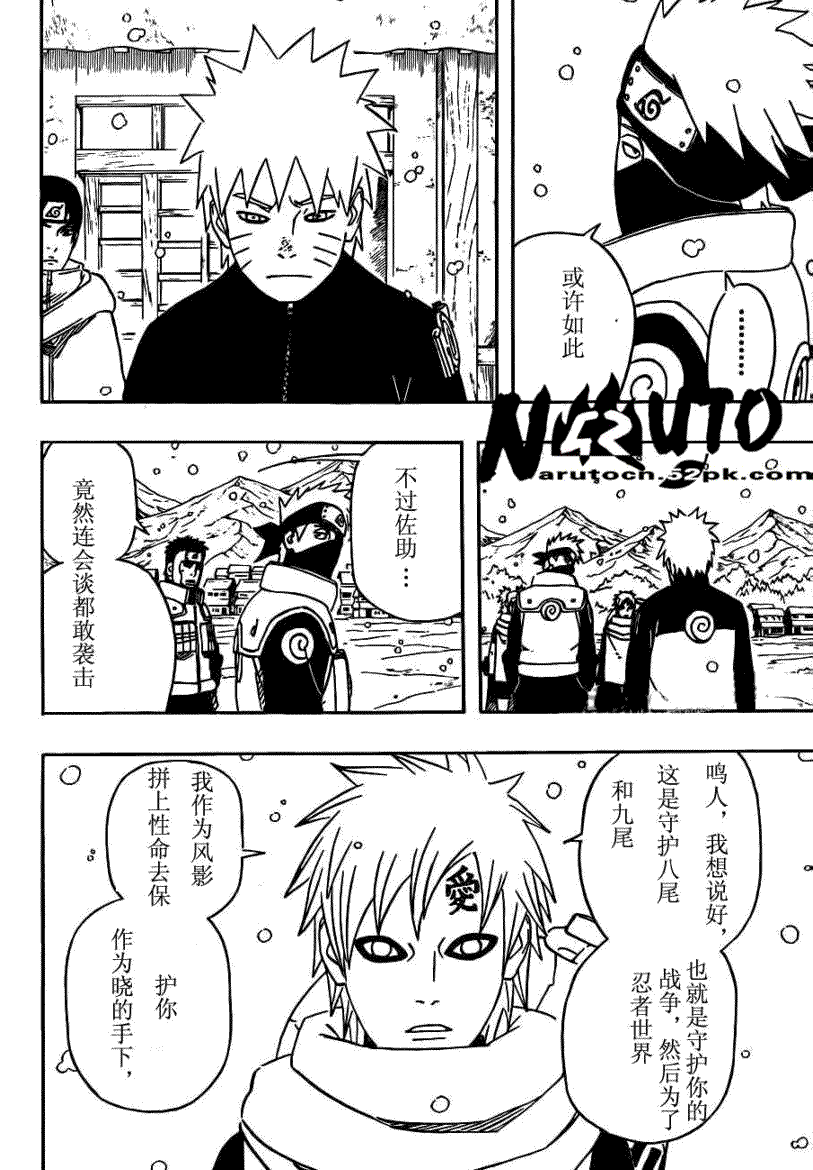 ………
或许如此
NARUTO
Narutocn.52pk.com
不过佐助…
竟然连会谈都敢袭击
鸣人，我想说好，
这是守护八尾
和九尾
也就是守护你的
战争，然后为了
忍者世界
愛
我作为风影
拼上性命去保
护你
作为晓的手下，